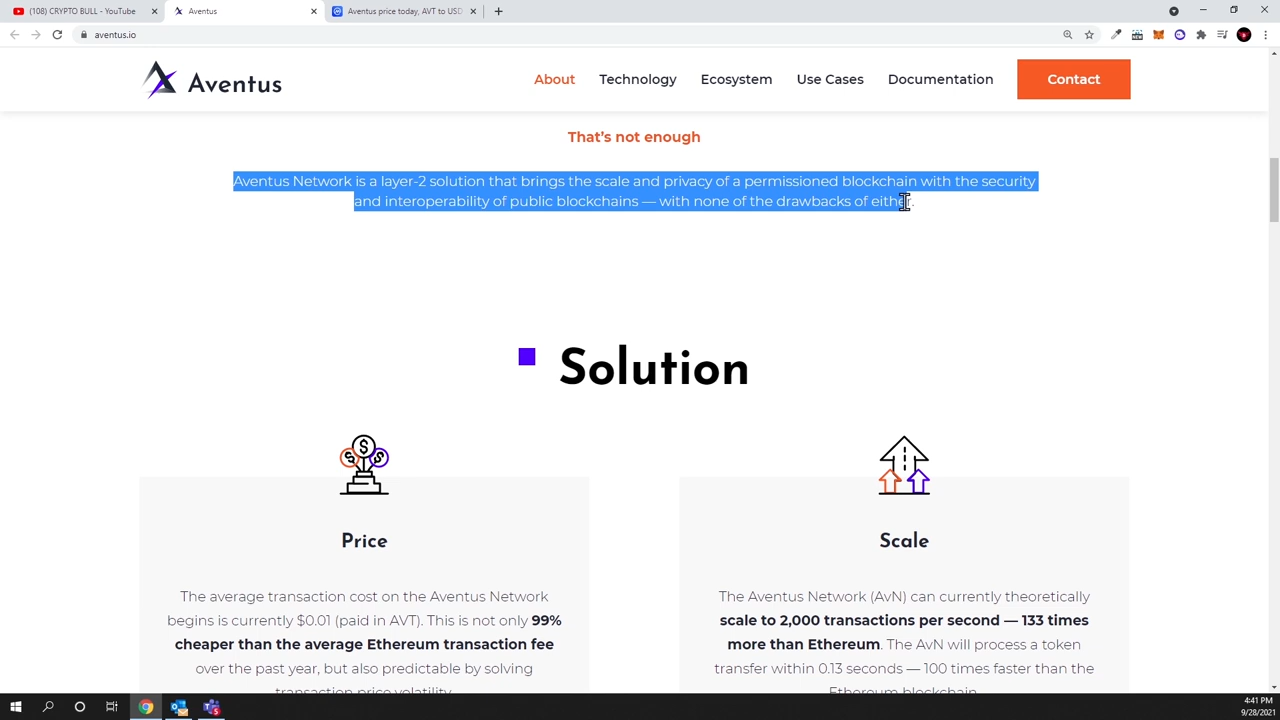 (108) CRYPTO BULL - YouTube
Aventus
Aventus price today, AVT to USD
aventus.io
Aventus
About
Technology
Ecosystem
Use Cases
Documentation
Contact
That's not enough
Aventus Network is a layer-2 solution that brings the scale and privacy of a permissioned blockchain with the security
and interoperability of public blockchains — with none of the drawbacks of either.
Solution
Price
The average transaction cost on the Aventus Network
begins is currently $0.01 (paid in AVT). This is not only 99%
cheaper than the average Ethereum transaction fee
over the past year, but also predictable by solving
transaction price volatility.
Scale
The Aventus Network (AvN) can currently theoretically
scale to 2,000 transactions per second — 133 times
more than Ethereum. The AvN will process a token
transfer within 0.13 seconds — 100 times faster than the
Ethereum blockchain.
4:41 PM
9/28/2021